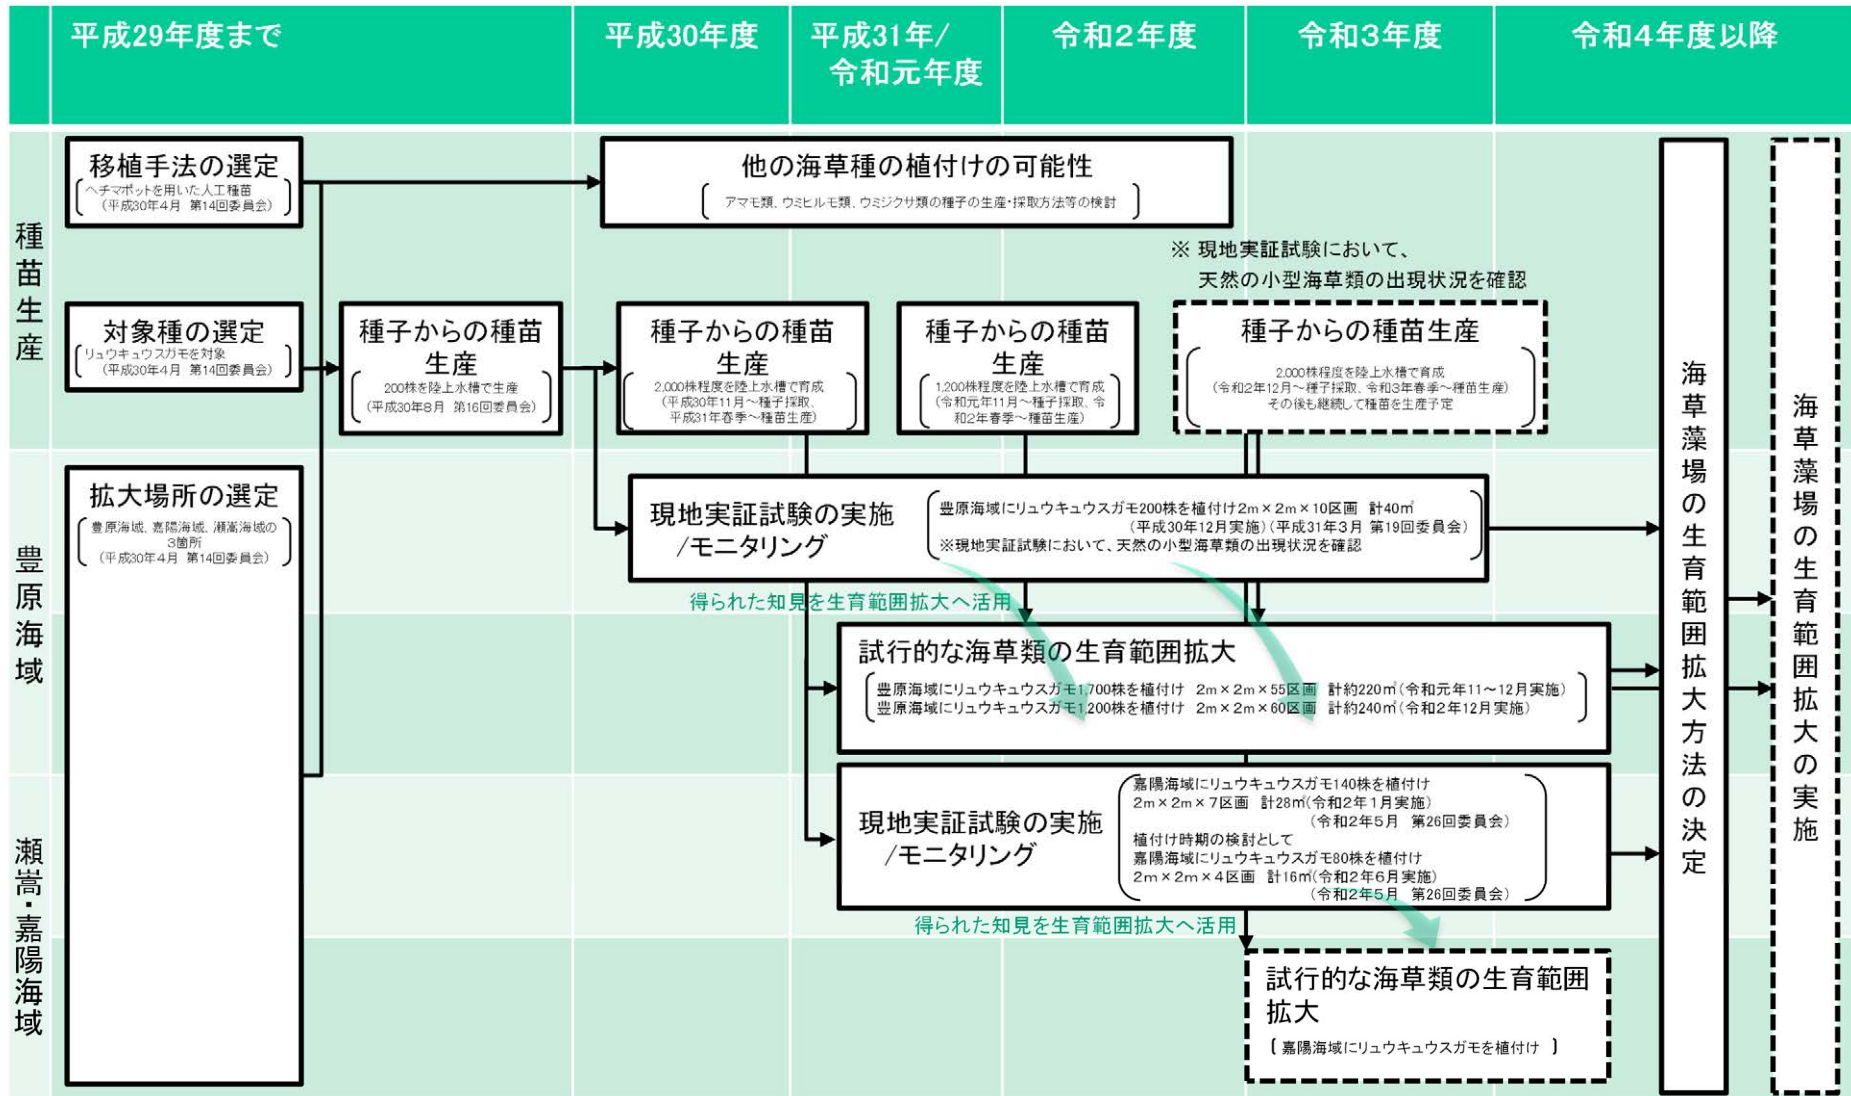 平成29年度まで
平成30年度
平成31年/
令和元年度
令和2年度
令和3年度
令和4年度以降
種苗生産
移植手法の選定
ヘチマポットを用いた人工種苗
(平成30年4月 第14回委員会)
他の海草種の植付けの可能性
アマモ類、ウミヒルモ類、ウミジクサ類の種子の生産・採取方法等の検討
※ 現地実証試験において、
天然の小型海草類の出現状況を確認
対象種の選定
リュウキュウスガモを対象
(平成30年4月 第14回委員会)
種子からの種苗
生産
200株を陸上水槽で生産
(平成30年8月 第16回委員会)
種子からの種苗
生産
2,000株程度を陸上水槽で育成
(平成30年11月～種子採取、
平成31年春季～種苗生産)
種子からの種苗
生産
1,200株程度を陸上水槽で育成
(令和元年11月～種子採取、令
和2年春季～種苗生産)
種子からの種苗生産
2,000株程度を陸上水槽で育成
(令和2年12月～種子採取、令和3年春季～種苗生産)
その後も継続して種苗を生産予定
豊原海域
拡大場所の選定
豊原海域、嘉陽海域、瀬嵩海域の
3箇所
(平成30年4月 第14回委員会)
現地実証試験の実施
/モニタリング
豊原海域にリュウキュウスガモ200株を植付け2m×2m×10区画 計40㎡
(平成30年12月実施)(平成31年3月 第19回委員会)
※現地実証試験において、天然の小型海草類の出現状況を確認
得られた知見を生育範囲拡大へ活用
試行的な海草類の生育範囲拡大
豊原海域にリュウキュウスガモ1,700株を植付け 2m×2m×55区画 計約220㎡(令和元年11～12月実施)
豊原海域にリュウキュウスガモ1,200株を植付け 2m×2m×60区画 計約240㎡(令和2年12月実施)
瀬嵩・嘉陽海域
現地実証試験の実施
/モニタリング
嘉陽海域にリュウキュウスガモ140株を植付け
2m×2m×7区画 計28㎡(令和2年1月実施)
(令和2年5月 第26回委員会)
植付け時期の検討として
嘉陽海域にリュウキュウスガモ80株を植付け
2m×2m×4区画 計16㎡(令和2年6月実施)
(令和2年5月 第26回委員会)
得られた知見を生育範囲拡大へ活用
試行的な海草類の生育範囲
拡大
嘉陽海域にリュウキュウスガモを植付け
海草藻場の生育範囲拡大方法の決定
海草藻場の生育範囲拡大の実施